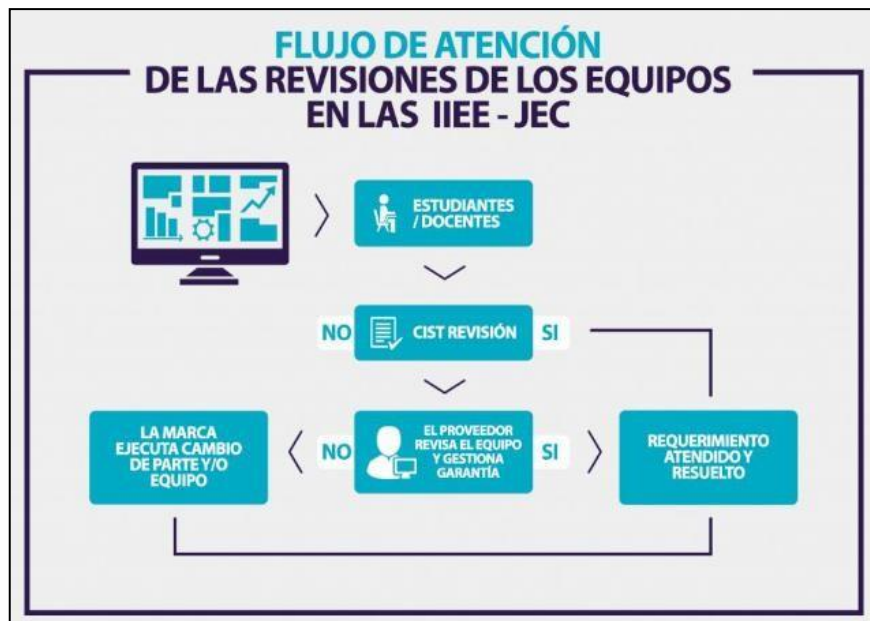 FLUJO DE ATENCIÓN
DE LAS REVISIONES DE LOS EQUIPOS
EN LAS IIEE - JEC
ESTUDIANTES
/ DOCENTES
NO
CIST REVISIÓN
SI
LA MARCA
EJECUTA CAMBIO
DE PARTE Y/O
EQUIPO
NO
EL PROVEEDOR
REVISA EL EQUIPO
Y GESTIONA
GARANTÍA
SI
REQUERIMIENTO
ATENDIDO Y
RESUELTO